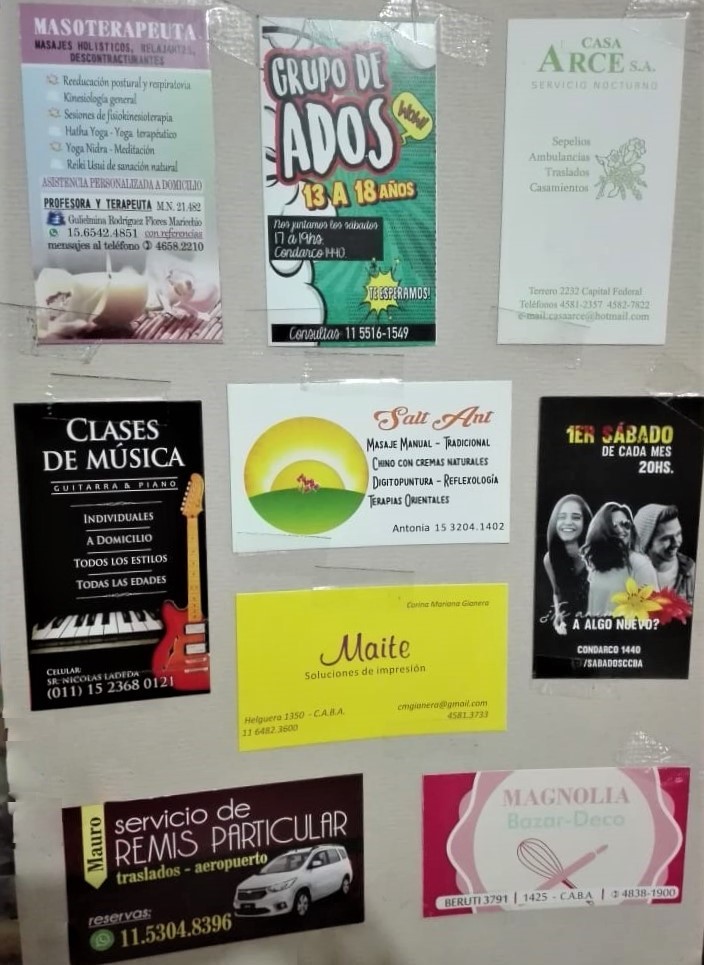 MASOTERAPEUTA
MASAJES HOLISTICOS, RELAJANTES,
DESCONTRACTURANTES
Reeducación postural y respiratoria
Kinesiología general
Sesiones de fisiokinesioterapia
Hatha Yoga - Yoga terapéutico
Yoga Nidra - Meditación
Reiki Usui de sanación natural
ASISTENCIA PERSONALIZADA A DOMICILIO
PROFESORA Y TERAPEUTA M.N. 21.482
Gulielmina Rodríguez Flores Maricchio
15.6542.4851 con referencias
mensajes al teléfono 4658.2210
GRUPO DE
ADOS
WOW!
13 A 18 AÑOS
Nos juntamos los sábados
17 a 19hs.
Condarco 1440.
TE ESPERAMOS!
Consultas 11 5516-1549
CASA
ARCE S.A.
SERVICIO NOCTURNO
Sepelios
Ambulancias
Traslados
Casamientos
Terrero 2232 Capital Federal
Teléfonos 4581-2357 4582-7822
e-mail.casaarce@hotmail.com
CLASES
DE MÚSICA
GUITARRA & PIANO
INDIVIDUALES
A DOMICILIO
TODOS LOS ESTILOS
TODAS LAS EDADES
CELULAR:
SR. NICOLAS LADEDA
(011) 15 2368 0121
Salt Ant
MASAJE MANUAL - TRADICIONAL
CHINO CON CREMAS NATURALES
DIGITOPUNTURA - REFLEXOLOGÍA
TERAPIAS ORIENTALES
Antonia 15 3204.1402
1ER SÁBADO
DE CADA MES
20HS.
¿Te
A ALGO NUEVO?
CONDARCO 1440
/SABADOSCCBA
Corina Mariana Gianera
Maite
Soluciones de impresión
Helguera 1350 - C.A.B.A.
11 6482.3600
cmgianera@gmail.com
4581.3733
Mauro
servicio de
REMIS PARTICULAR
traslados - aeropuerto
reservas:
11.5304.8396
MAGNOLIA
Bazar-Deco
BERUTI 3791 | 1425 - C.A.B.A. | 4838-1900